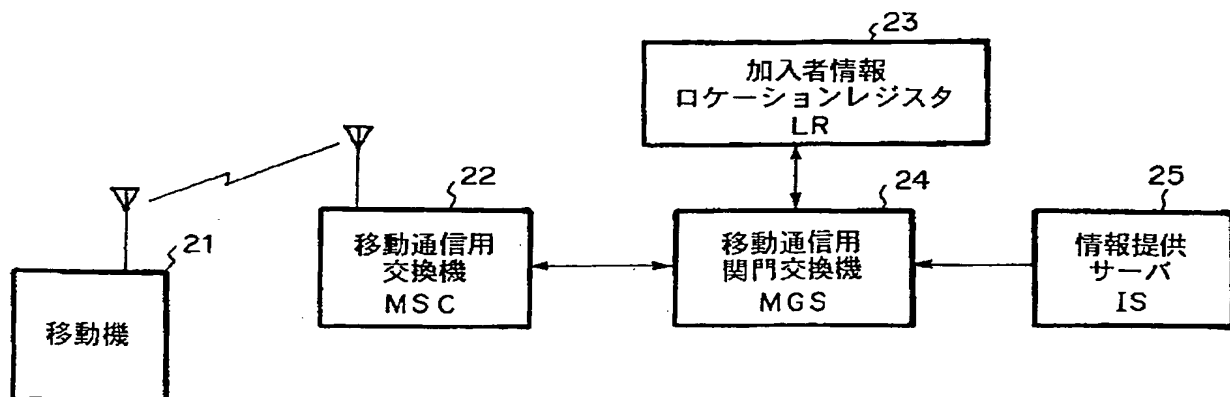 23
加入者情報
ロケーションレジスタ
LR
22
移動通信用
交換機
MSC
24
移動通信用
関門交換機
MGS
25
情報提供
サーバ
IS
21
移動機